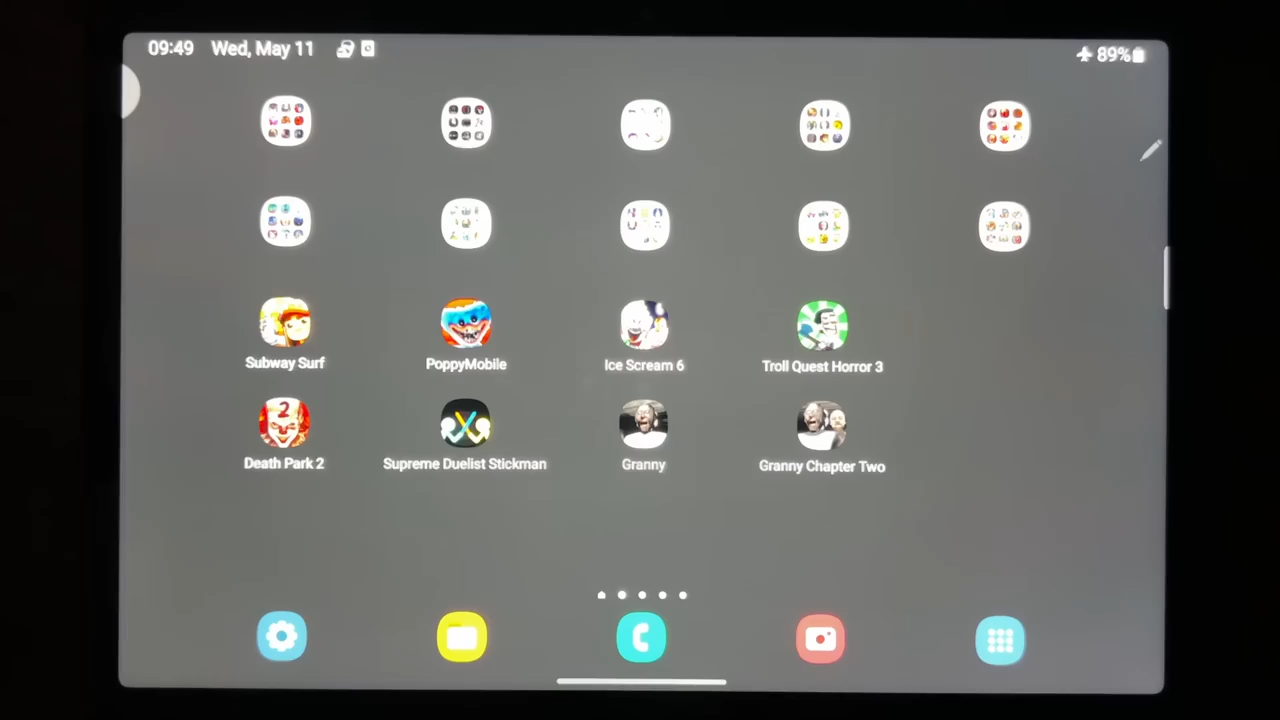 09:49 Wed, May 11 89%
Subway Surf PoppyMobile Ice Scream 6 Troll Quest Horror 3
2
Death Park 2 Supreme Duelist Stickman Granny Granny Chapter Two